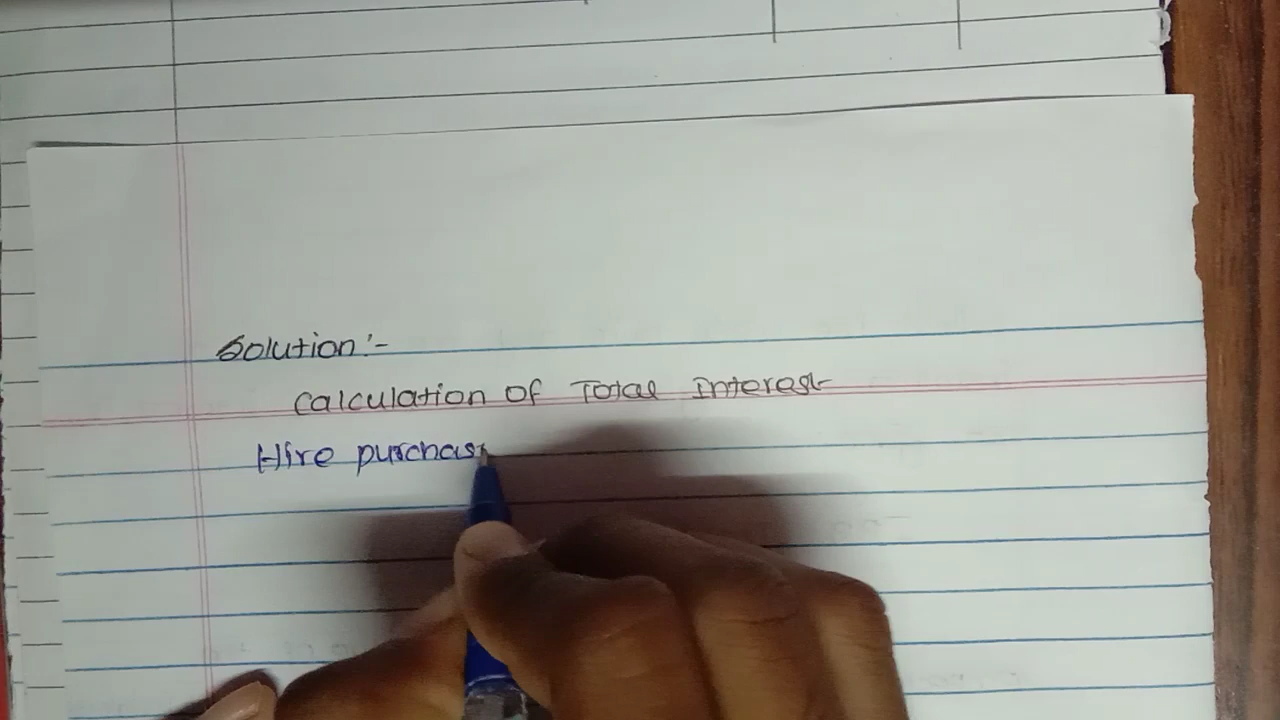 Solution:-
Calculation of Total Interest
Hire purchas